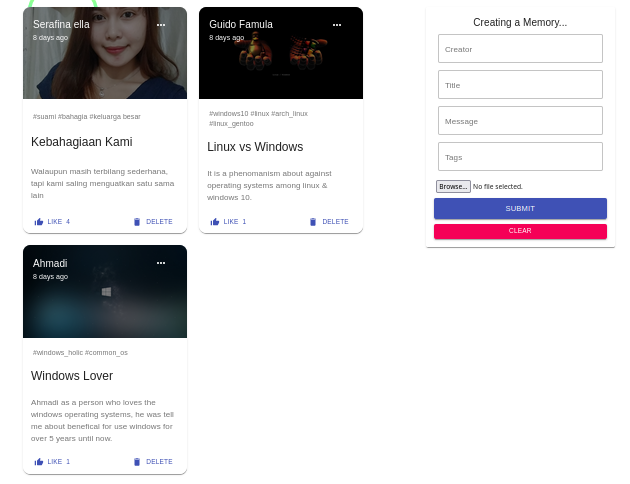 Serafina ella
8 days ago
#suami #bahagia #keluarga besar
Kebahagiaan Kami
Walaupun masih terbilang sederhana,
tapi kami saling menguatkan satu sama
lain
LIKE 4
DELETE
Guido Famula
8 days ago
#windows10 #linux #arch_linux
#linux_gentoo
Linux vs Windows
It is a phenomanism about against
operating systems among linux &
windows 10.
LIKE 1
DELETE
Ahmadi
8 days ago
#windows_holic #common_os
Windows Lover
Ahmadi as a person who loves the
windows operating systems, he was tell
me about benefical for use windows for
over 5 years until now.
LIKE 1
DELETE
Creating a Memory...
Creator
Title
Message
Tags
Browse... No file selected.
SUBMIT
CLEAR